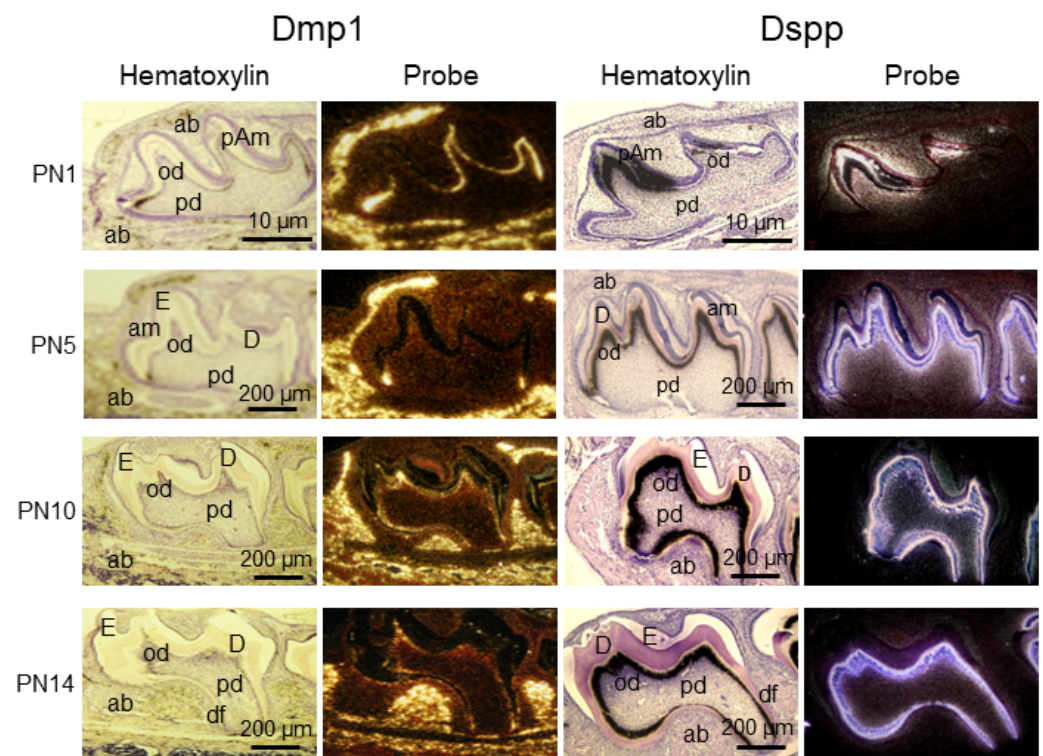 Dmp1 Dspp
Hematoxylin Probe Hematoxylin Probe
PN1
ab
pAm
od
pd
ab
10 µm
ab
pAm
od
pd
10 µm
PN5
E
am
od
D
pd
ab
200 µm
ab
am
D
od
pd
200 µm
PN10
E
D
od
pd
ab
200 µm
E
D
od
pd
ab
200 µm
PN14
E
D
od
pd
ab
df
200 µm
D
E
od
pd
df
ab
200 µm